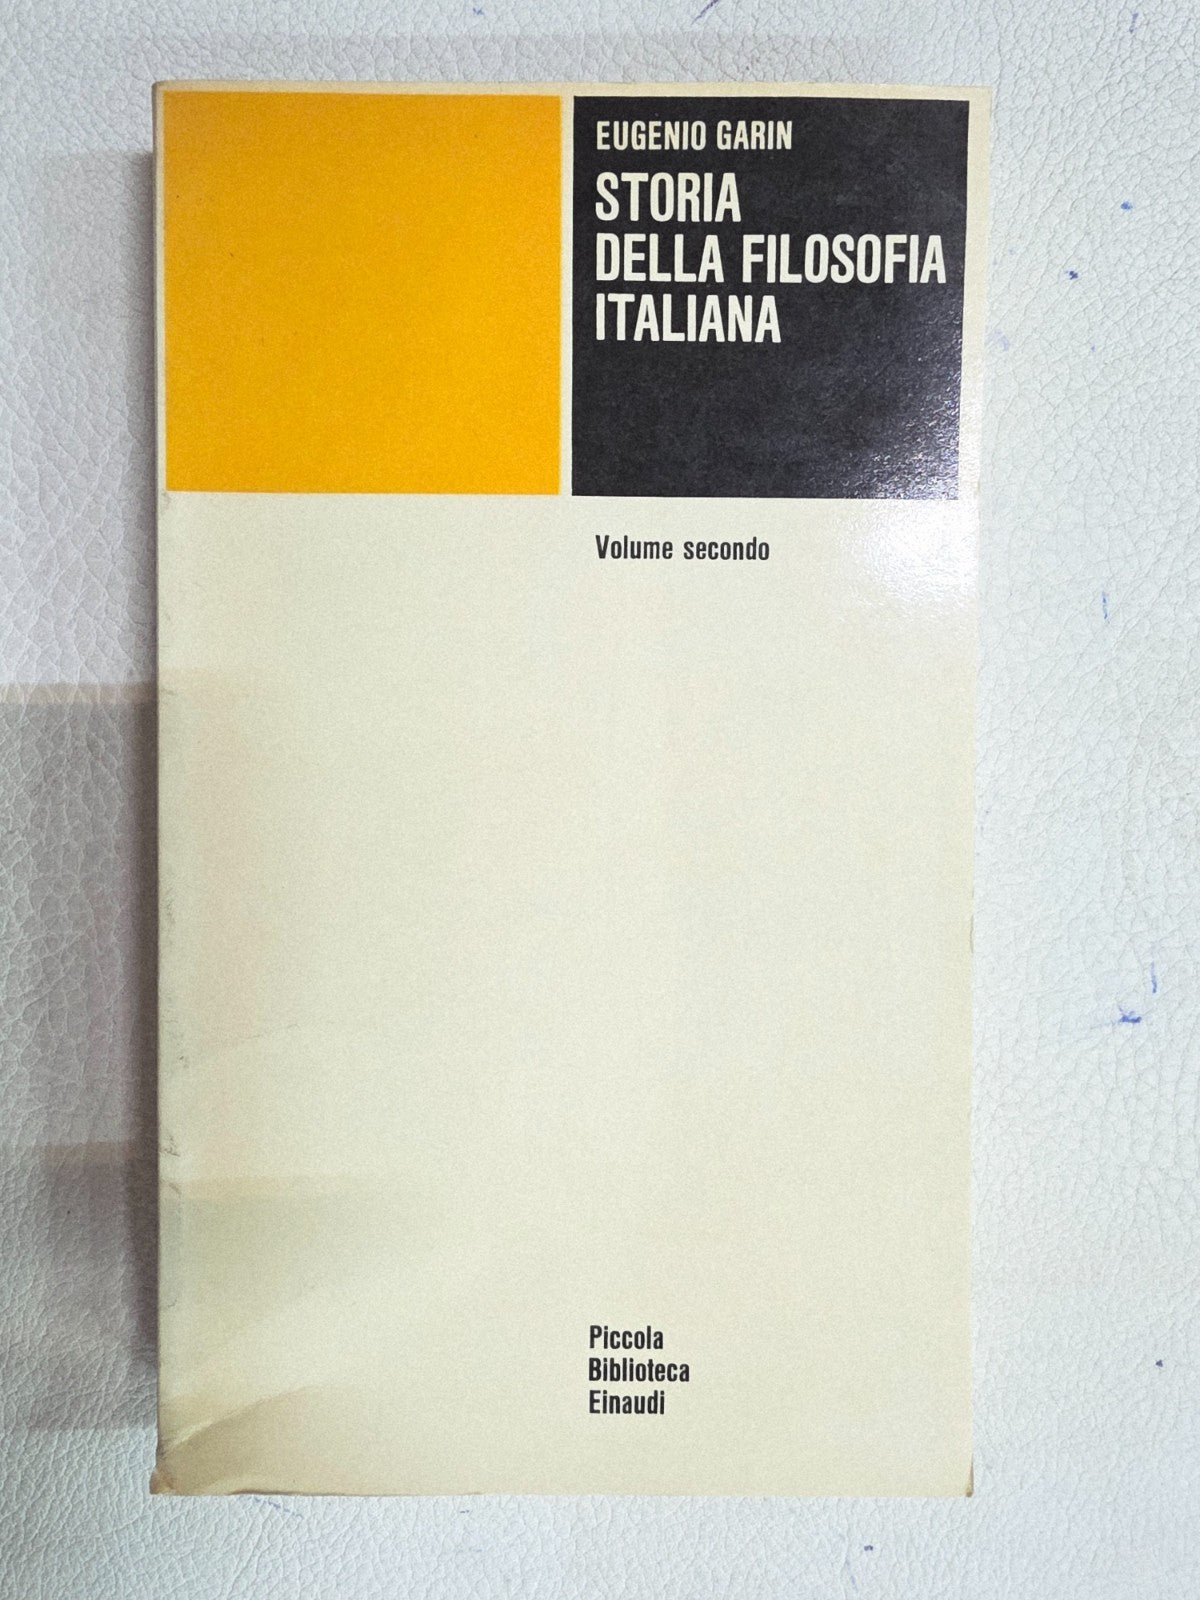 EUGENIO GARIN
STORIA
DELLA FILOSOFIA
ITALIANA
Volume secondo
Piccola
Biblioteca
Einaudi